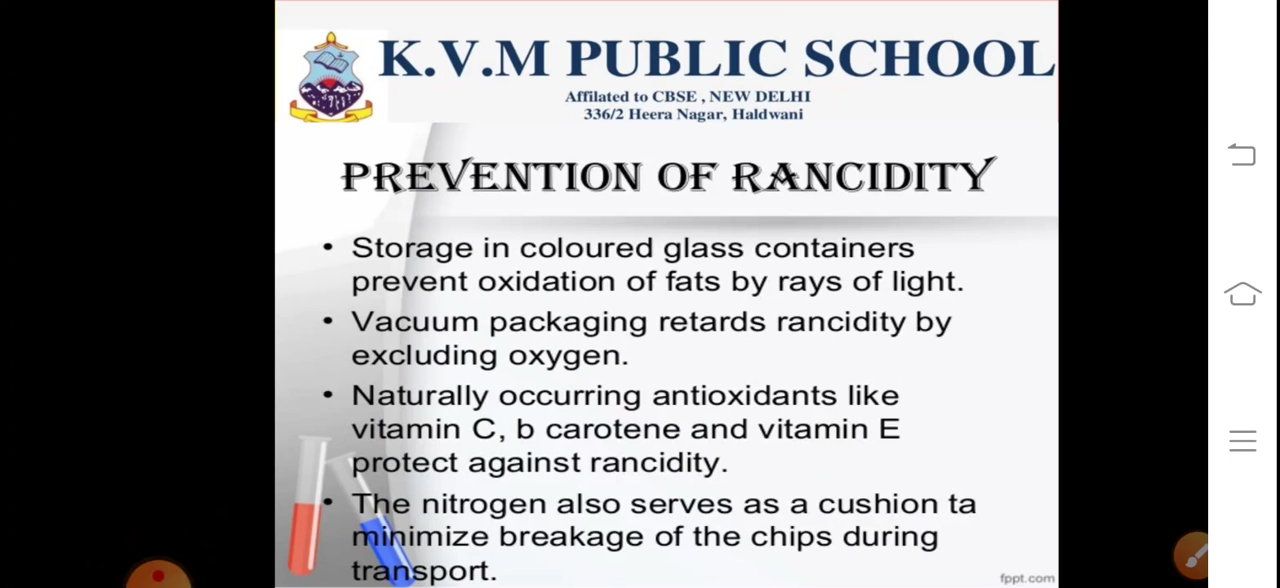 K.V.M PUBLIC SCHOOL
Affilated to CBSE , NEW DELHI
336/2 Heera Nagar, Haldwani
PREVENTION OF RANCIDITY
• Storage in coloured glass containers
prevent oxidation of fats by rays of light.
• Vacuum packaging retards rancidity by
excluding oxygen.
• Naturally occurring antioxidants like
vitamin C, b carotene and vitamin E
protect against rancidity.
• The nitrogen also serves as a cushion ta
minimize breakage of the chips during
transport.
fppt.com